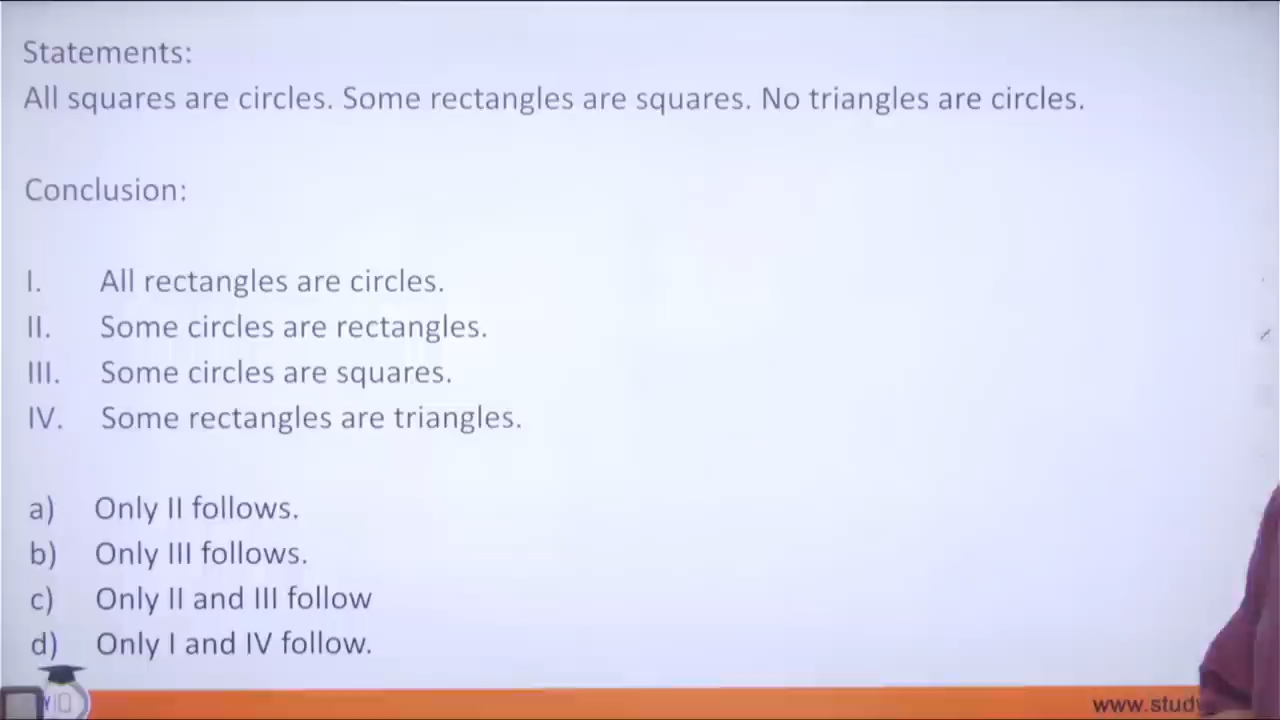 Statements:
All squares are circles. Some rectangles are squares. No triangles are circles.
Conclusion:
I. All rectangles are circles.
II. Some circles are rectangles.
III. Some circles are squares.
IV. Some rectangles are triangles.
a) Only II follows.
b) Only III follows.
c) Only II and III follow
d) Only I and IV follow.
www.stud